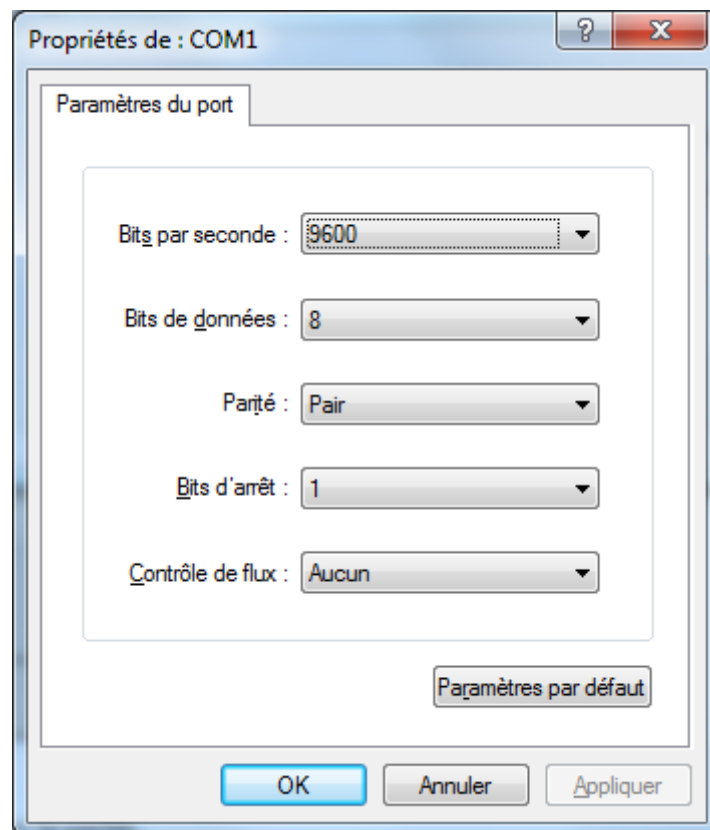 Propriétés de : COM1
?
Paramètres du port
Bits par seconde : 9600
Bits de données : 8
Parité : Pair
Bits d'arrêt : 1
Contrôle de flux : Aucun
Paramètres par défaut
OK Annuler Appliquer